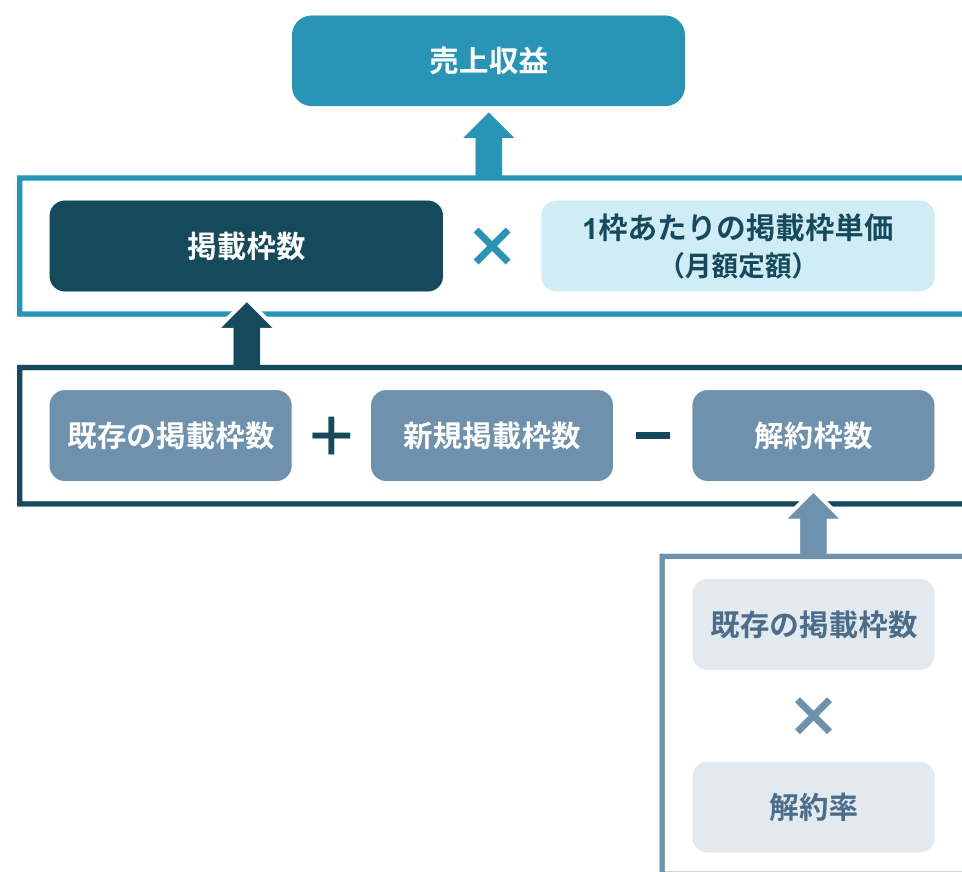 売上収益
掲載枠数
×
1枠あたりの掲載枠単価
（月額定額）
既存の掲載枠数
+
新規掲載枠数
−
解約枠数
既存の掲載枠数
×
解約率